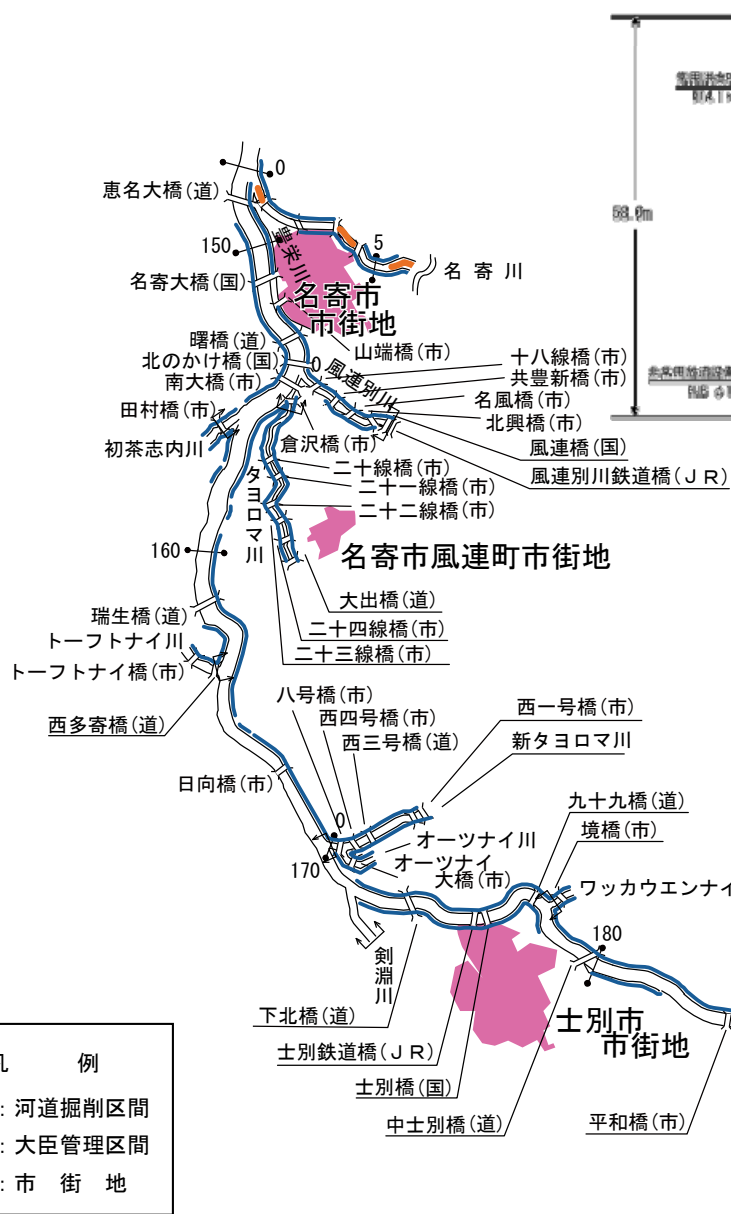 58.0m
0
恵名大橋(道)
150
豊栄川
5
名寄川
名寄大橋(国)
名寄市
市街地
曙橋(道)
山端橋(市)
北のかけ橋(国)
0
風連別川
十八線橋(市)
南大橋(市)
共豊新橋(市)
田村橋(市)
名風橋(市)
北興橋(市)
初茶志内川
倉沢橋(市)
風連橋(国)
タヨロマ川
二十線橋(市)
風連別川鉄道橋(JR)
二十一線橋(市)
二十二線橋(市)
160
名寄市風連町市街地
大出橋(道)
瑞生橋(道)
二十四線橋(市)
トーフトナイ川
二十三線橋(市)
トーフトナイ橋(市)
八号橋(市)
西四号橋(市)
西一号橋(市)
西多寄橋(道)
西三号橋(道)
新タヨロマ川
日向橋(市)
九十九橋(道)
0
境橋(市)
オーツナイ川
170
オーツナイ
大橋(市)
ワッカウエンナイ
180
剣淵川
下北橋(道)
士別市
市街地
士別鉄道橋(JR)
士別橋(国)
中士別橋(道)
平和橋(市)
例
:河道掘削区間
:大臣管理区間
:市街地